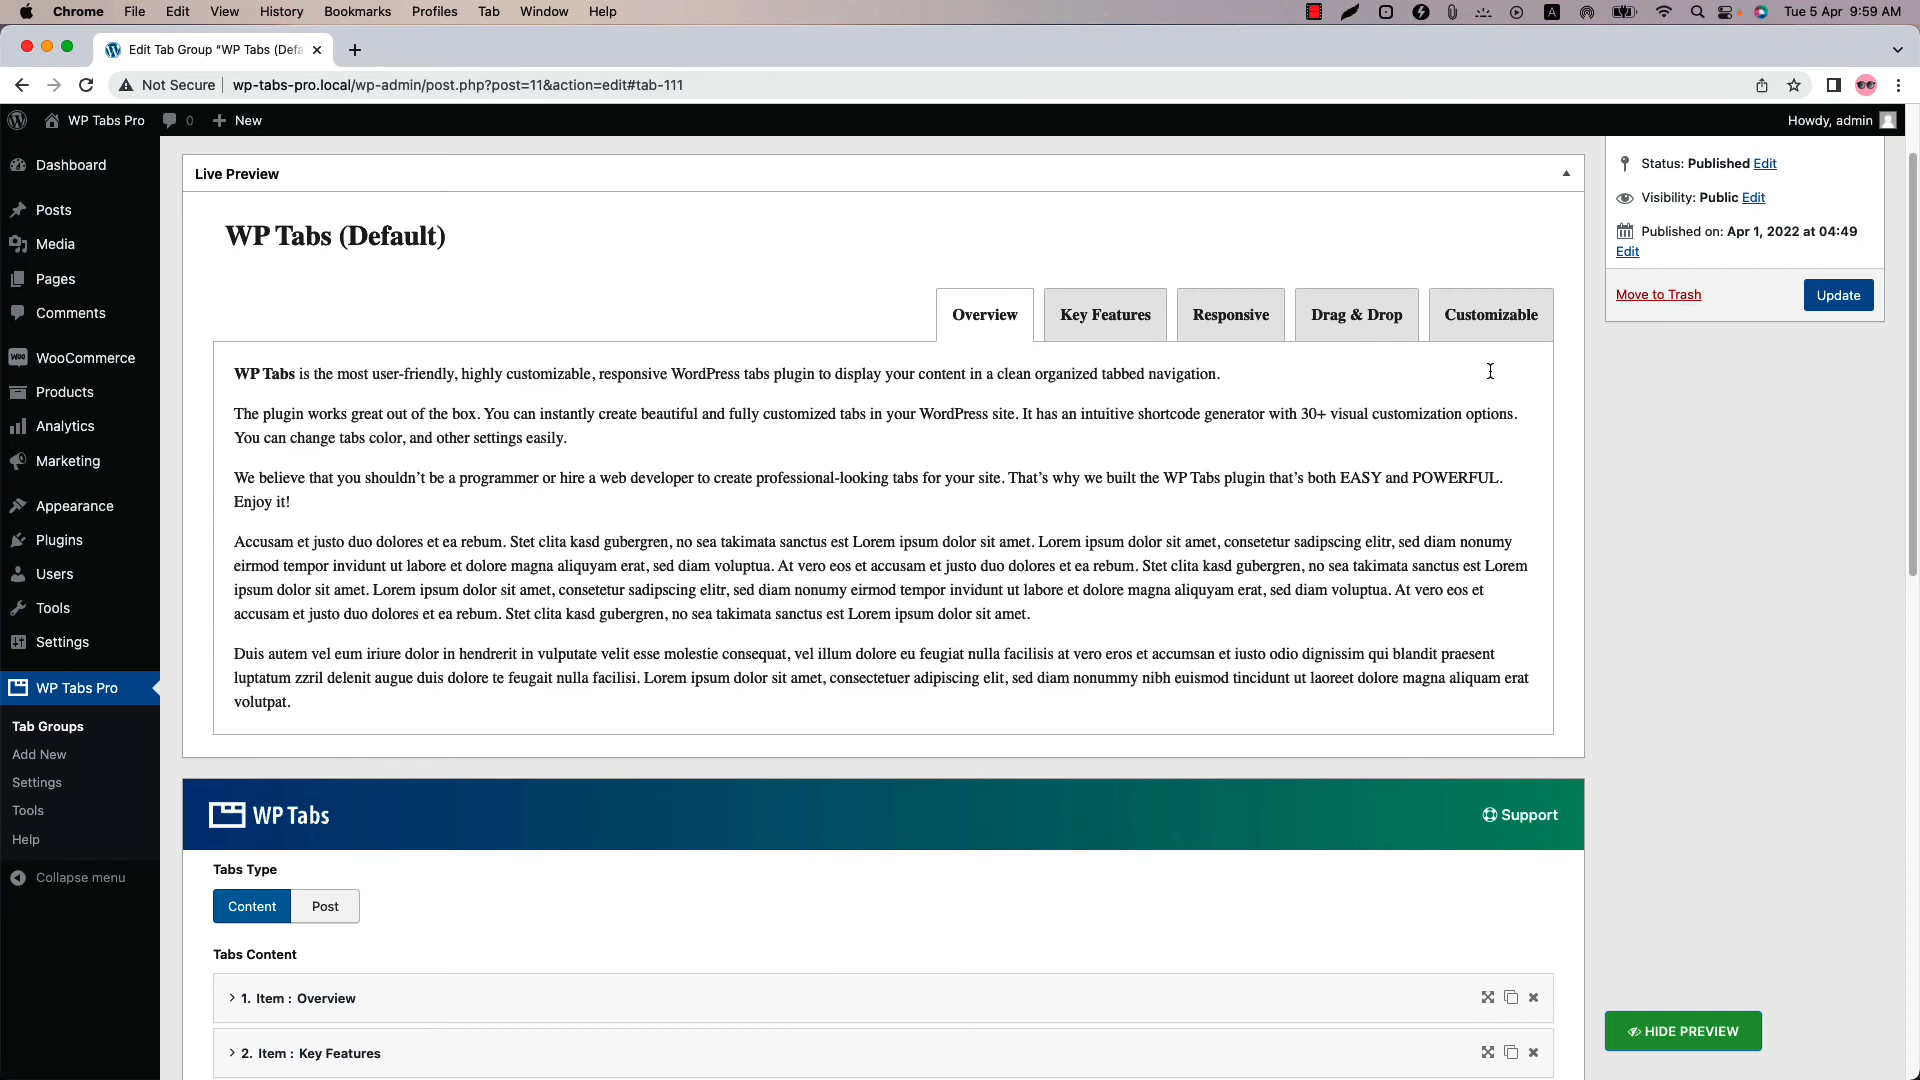 Chrome File Edit View History Bookmarks Profiles Tab Window Help A Tue 5 Apr 9:59 AM
Edit Tab Group "WP Tabs (Defa
Not Secure wp-tabs-pro.local/wp-admin/post.php?post=11&action=edit#tab-111
WP Tabs Pro 0 New Howdy, admin
Dashboard
Posts
Media
Pages
Comments
WooCommerce
Products
Analytics
Marketing
Appearance
Plugins
Users
Tools
Settings
WP Tabs Pro
Tab Groups
Add New
Settings
Tools
Help
Collapse menu
Live Preview
WP Tabs (Default)
Overview Key Features Responsive Drag & Drop Customizable
WP Tabs is the most user-friendly, highly customizable, responsive WordPress tabs plugin to display your content in a clean organized tabbed navigation.
The plugin works great out of the box. You can instantly create beautiful and fully customized tabs in your WordPress site. It has an intuitive shortcode generator with 30+ visual customization options.
You can change tabs color, and other settings easily.
We believe that you shouldn't be a programmer or hire a web developer to create professional-looking tabs for your site. That's why we built the WP Tabs plugin that's both EASY and POWERFUL.
Enjoy it!
Accusam et justo duo dolores et ea rebum. Stet clita kasd gubergren, no sea takimata sanctus est Lorem ipsum dolor sit amet. Lorem ipsum dolor sit amet, consetetur sadipscing elitr, sed diam nonumy
eirmod tempor invidunt ut labore et dolore magna aliquyam erat, sed diam voluptua. At vero eos et accusam et justo duo dolores et ea rebum. Stet clita kasd gubergren, no sea takimata sanctus est Lorem
ipsum dolor sit amet. Lorem ipsum dolor sit amet, consetetur sadipscing elitr, sed diam nonumy eirmod tempor invidunt ut labore et dolore magna aliquyam erat, sed diam voluptua. At vero eos et
accusam et justo duo dolores et ea rebum. Stet clita kasd gubergren, no sea takimata sanctus est Lorem ipsum dolor sit amet.
Duis autem vel eum iriure dolor in hendrerit in vulputate velit esse molestie consequat, vel illum dolore eu feugiat nulla facilisis at vero eros et accumsan et iusto odio dignissim qui blandit praesent
luptatum zzril delenit augue duis dolore te feugait nulla facilisi. Lorem ipsum dolor sit amet, consectetuer adipiscing elit, sed diam nonummy nibh euismod tincidunt ut laoreet dolore magna aliquam erat
volutpat.
WP Tabs Support
Tabs Type
Content Post
Tabs Content
1. Item : Overview
2. Item : Key Features
Status: Published Edit
Visibility: Public Edit
Published on: Apr 1, 2022 at 04:49
Edit
Move to Trash Update
HIDE PREVIEW